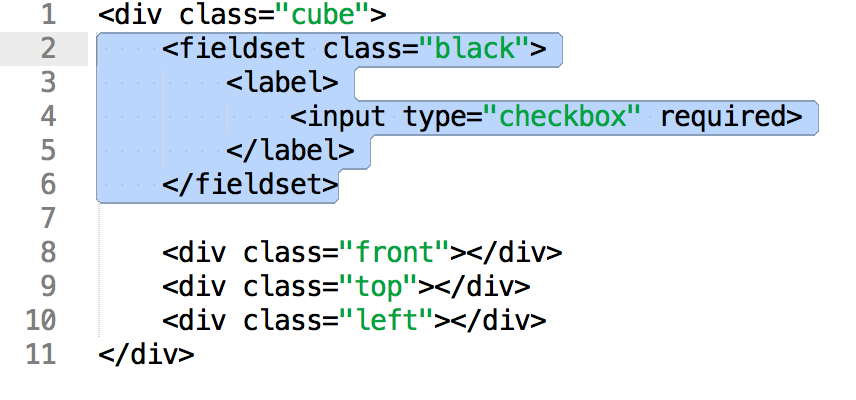 1 <div class="cube">
2     <fieldset class="black">
3         <label>
4             <input type="checkbox" required>
5         </label>
6     </fieldset>
7
8     <div class="front"></div>
9     <div class="top"></div>
10     <div class="left"></div>
11 </div>